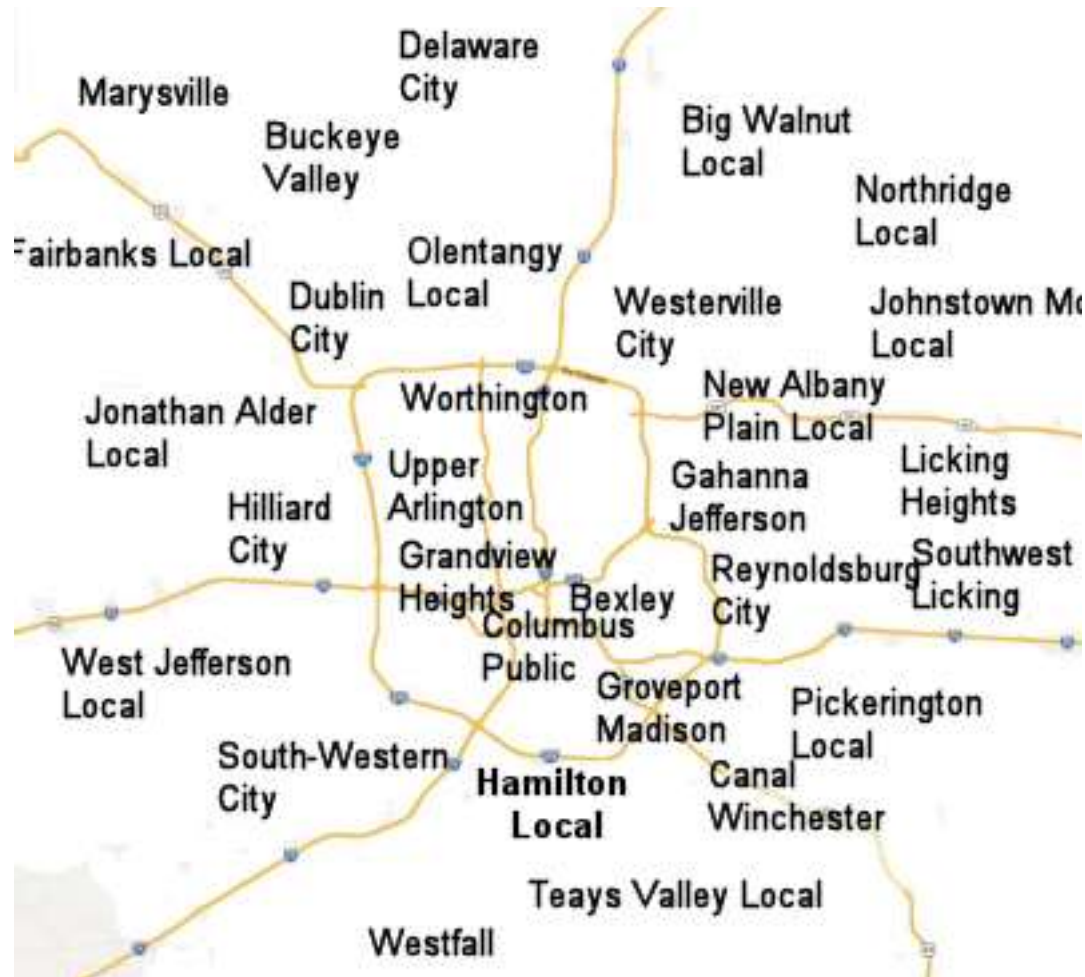 Delaware
City
Marysville
Buckeye
Valley
Big Walnut
Local
Northridge
Local
Fairbanks Local
Olentangy
Local
Dublin
City
Westerville
City
Johnstown Mo
Local
Worthington
New Albany
Plain Local
Jonathan Alder
Local
Upper
Arlington
Gahanna
Jefferson
Licking
Heights
Hilliard
City
Grandview
Heights
Bexley
Reynoldsburg
City
Southwest
Licking
Columbus
Public
West Jefferson
Local
Groveport
Madison
Pickerington
Local
South-Western
City
Hamilton
Local
Canal
Winchester
Teays Valley Local
Westfall